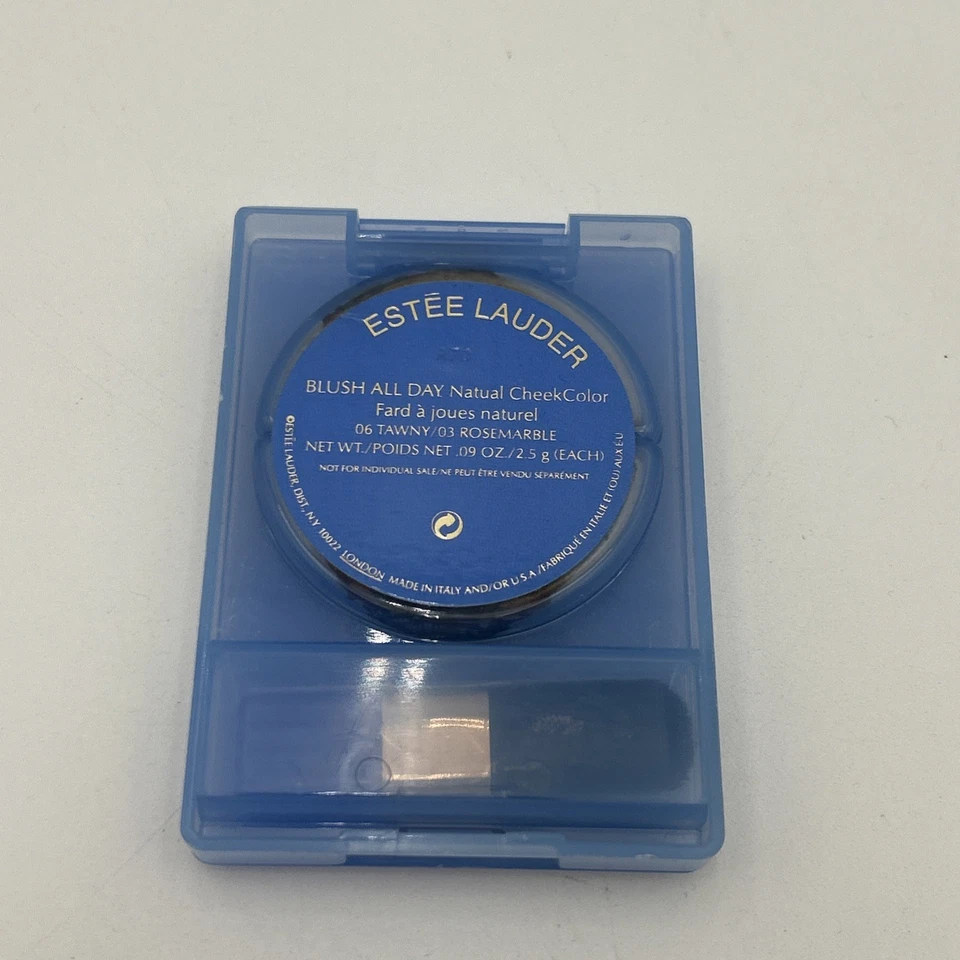 ESTĒE LAUDER
BLUSH ALL DAY Natual CheekColor
Fard à joues naturel
06 TAWNY/03 ROSEMARBLE
NET WT./POIDS NET .09 OZ./2.5 g (EACH)
NOT FOR INDIVIDUAL SALE/NE PEUT ÊTRE VENDU SEPARÉMENT
©ESTĒE LAUDER, DIST., N.Y. 10022 LONDON MADE IN ITALY AND/OR U.S.A./FABRIQUÉ EN ITALIE ET (OU) AUX É-U